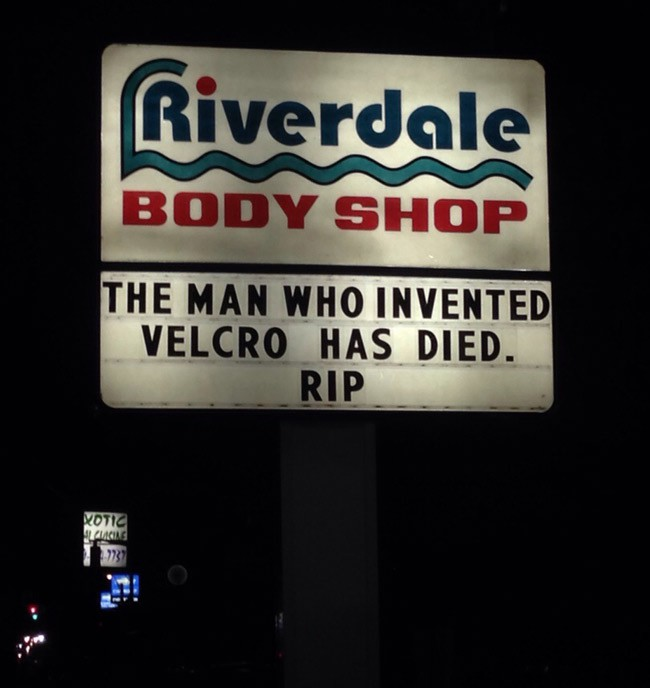 Riverdale
BODY SHOP
THE MAN WHO INVENTED
VELCRO HAS DIED.
RIP